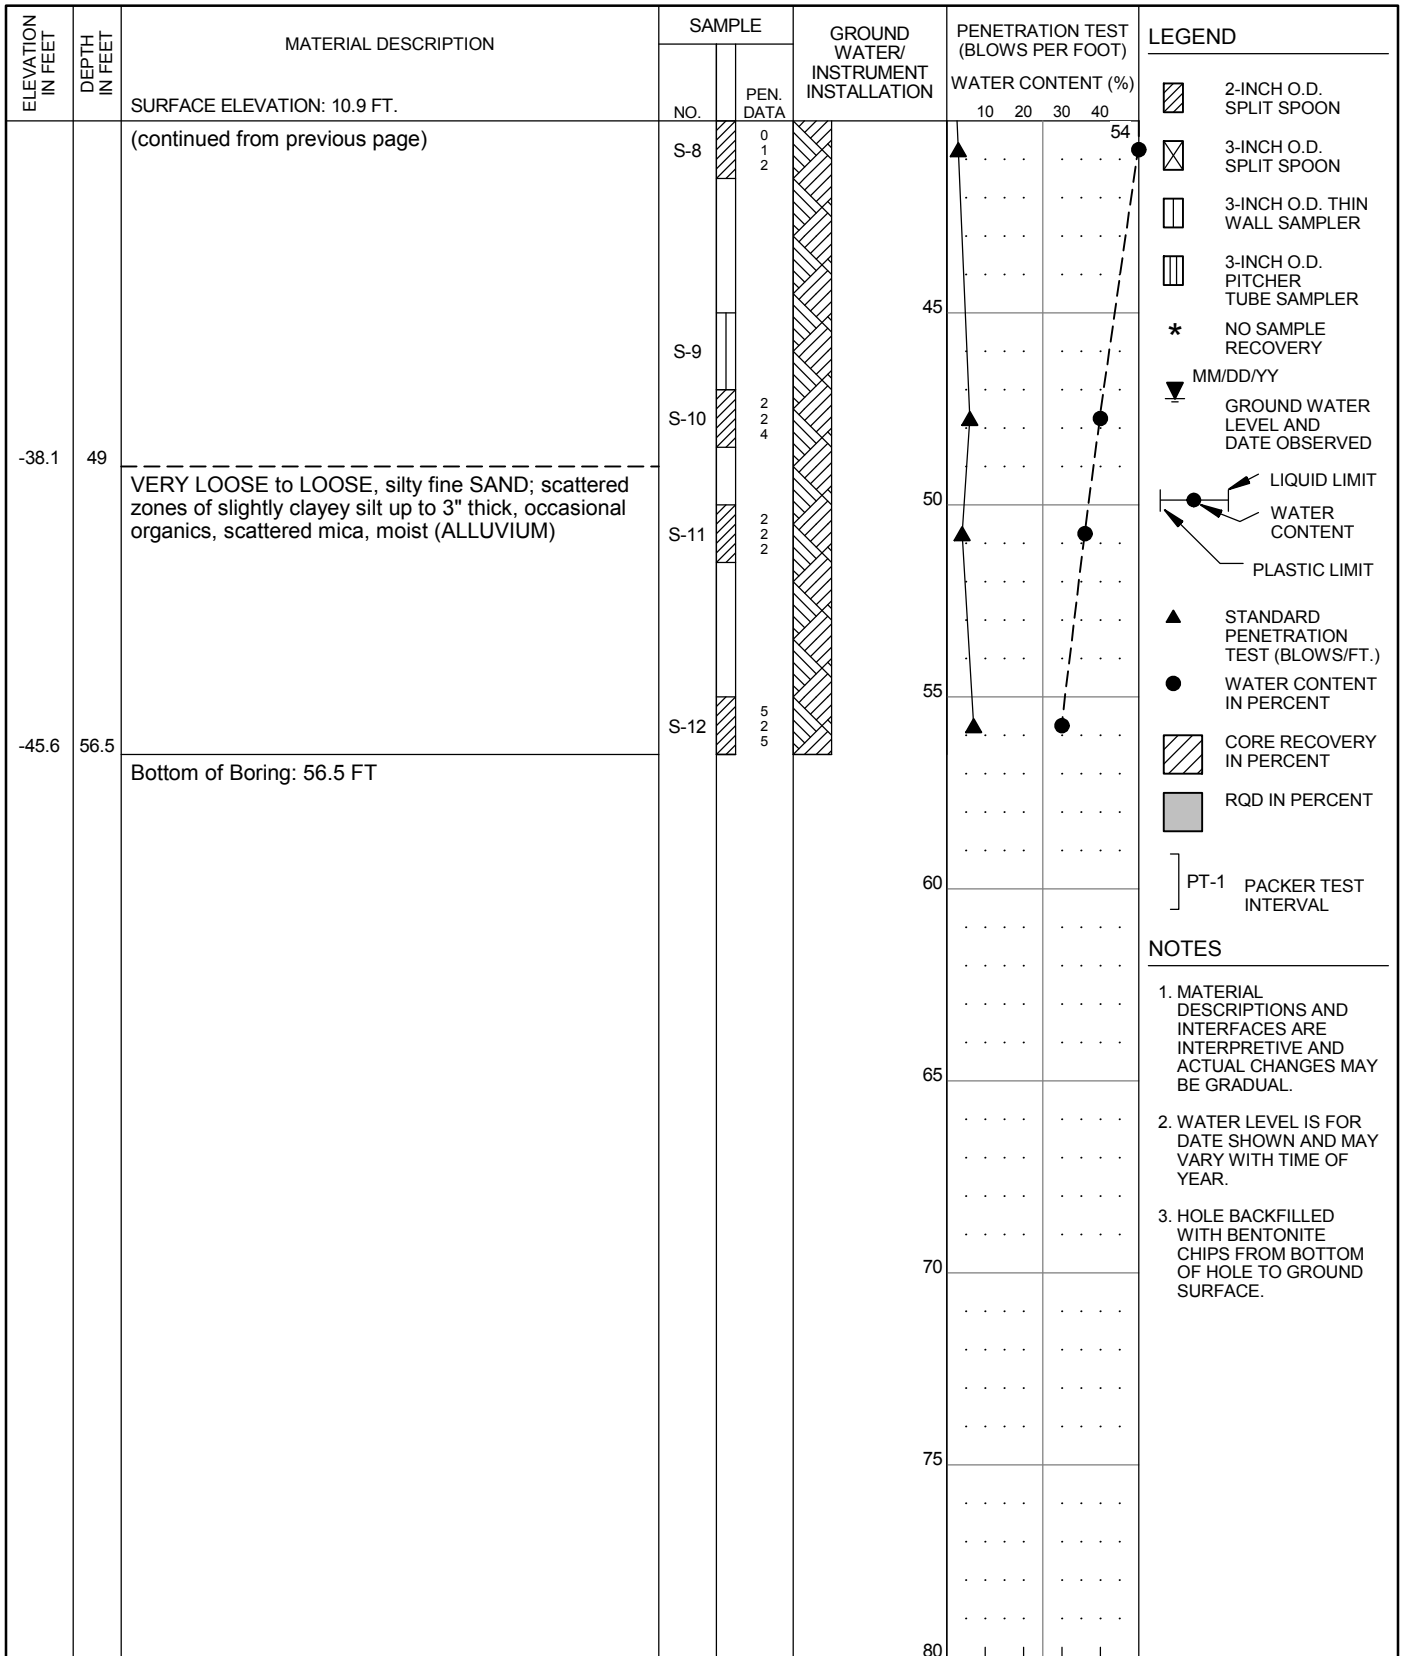 ELEVATION
IN FEET
DEPTH
IN FEET
MATERIAL DESCRIPTION
SURFACE ELEVATION: 10.9 FT.
SAMPLE
NO.
PEN.
DATA
GROUND
WATER/
INSTRUMENT
INSTALLATION
PENETRATION TEST
(BLOWS PER FOOT)
WATER CONTENT (%)
10 20 30 40
(continued from previous page)
S-8
0
1
2
54
45
S-9
S-10
2
2
4
-38.1 49
VERY LOOSE to LOOSE, silty fine SAND; scattered
zones of slightly clayey silt up to 3" thick, occasional
organics, scattered mica, moist (ALLUVIUM)
50
S-11
2
2
2
55
S-12
5
2
5
-45.6 56.5
Bottom of Boring: 56.5 FT
60
65
70
75
80
LEGEND
2-INCH O.D.
SPLIT SPOON
3-INCH O.D.
SPLIT SPOON
3-INCH O.D. THIN
WALL SAMPLER
3-INCH O.D.
PITCHER
TUBE SAMPLER
* NO SAMPLE
RECOVERY
MM/DD/YY
GROUND WATER
LEVEL AND
DATE OBSERVED
LIQUID LIMIT
WATER
CONTENT
PLASTIC LIMIT
STANDARD
PENETRATION
TEST (BLOWS/FT.)
WATER CONTENT
IN PERCENT
CORE RECOVERY
IN PERCENT
RQD IN PERCENT
PT-1 PACKER TEST
INTERVAL
NOTES
1. MATERIAL
DESCRIPTIONS AND
INTERFACES ARE
INTERPRETIVE AND
ACTUAL CHANGES MAY
BE GRADUAL.
2. WATER LEVEL IS FOR
DATE SHOWN AND MAY
VARY WITH TIME OF
YEAR.
3. HOLE BACKFILLED
WITH BENTONITE
CHIPS FROM BOTTOM
OF HOLE TO GROUND
SURFACE.